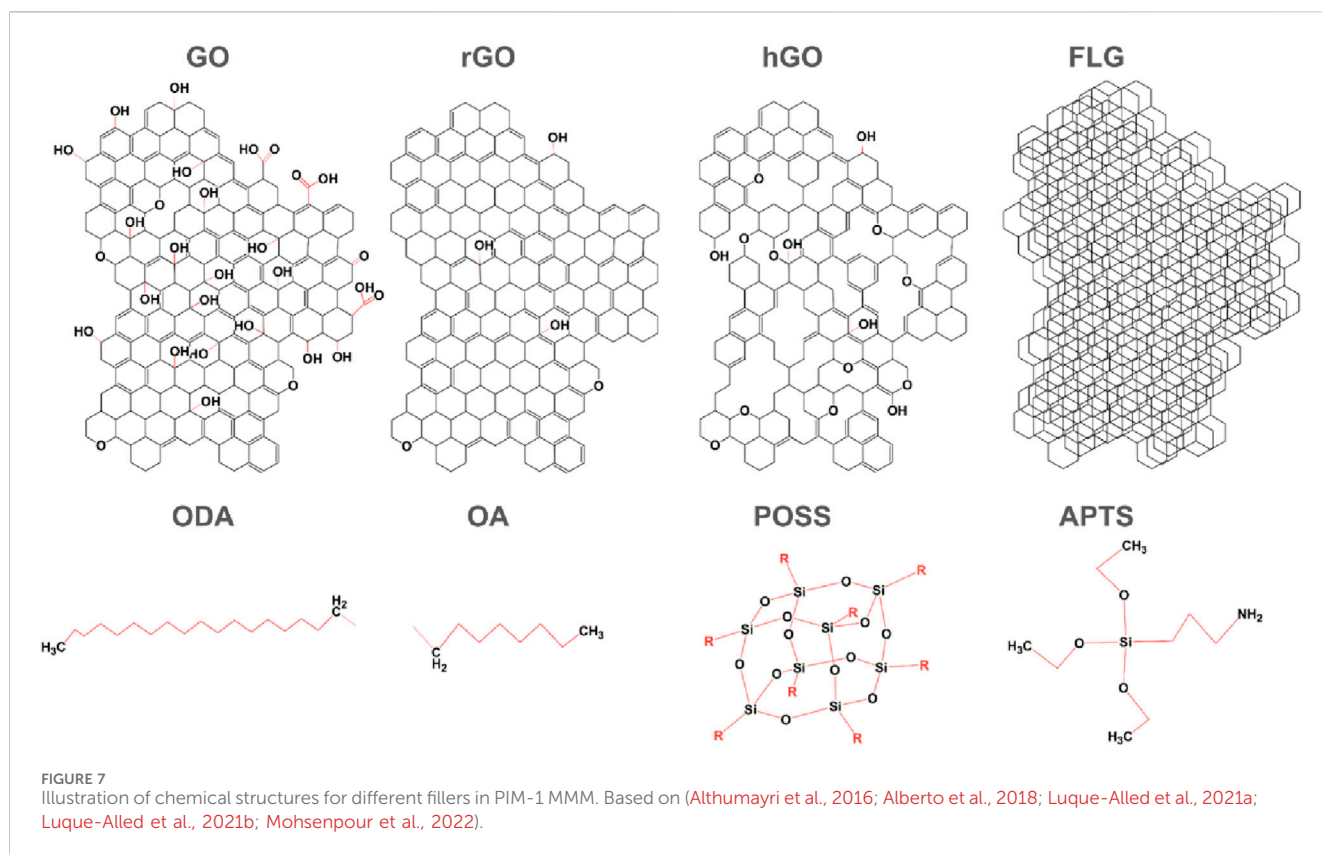 GO
rGO
hGO
FLG
OH
OH
HO
HO O
HO
O OH
OH
O
OH
HO
OH
O
O
OH
OH
OH
OH
O
OH
OH
HO
HO
OH
HO
OH
OH
O
OH
O
OH
OH
OH
O
O
OH
O
O
O
OH
OH
O
OH
O
O
OH
O
O
O
ODA
OA
POSS
APTS
H₃C
H₂
C
C
H₂
CH₃
R
R
O
Si
Si
O
R
O
O
R
Si
Si
O
O
O
R
O
O
Si
Si
R
O
O
R
Si
O
Si
R
R
CH₃
O
NH₂
H₃C
O
Si
O
H₃C
FIGURE 7
Illustration of chemical structures for different fillers in PIM-1 MMM. Based on (Althumayri et al., 2016; Alberto et al., 2018; Luque-Alled et al., 2021a;
Luque-Alled et al., 2021b; Mohsenpour et al., 2022).